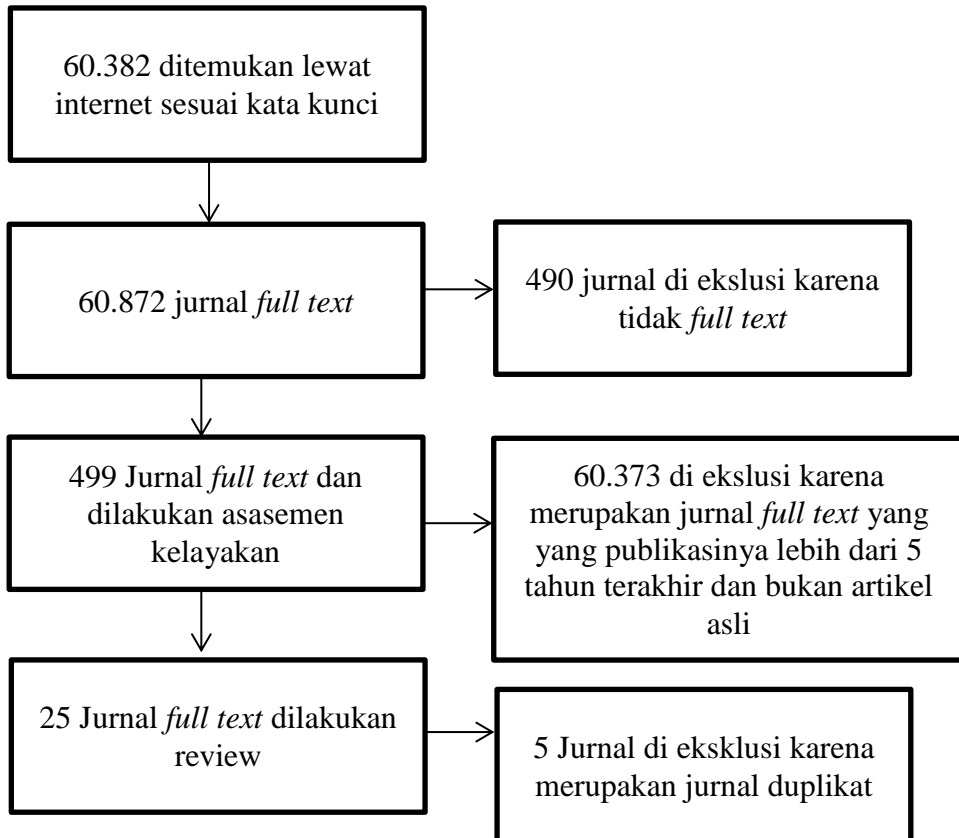 60.382 ditemukan lewat
internet sesuai kata kunci
60.872 jurnal full text
490 jurnal di ekslusi karena
tidak full text
499 Jurnal full text dan
dilakukan asasemen
kelayakan
60.373 di ekslusi karena
merupakan jurnal full text yang
yang publikasinya lebih dari 5
tahun terakhir dan bukan artikel
asli
25 Jurnal full text dilakukan
review
5 Jurnal di eksklusi karena
merupakan jurnal duplikat